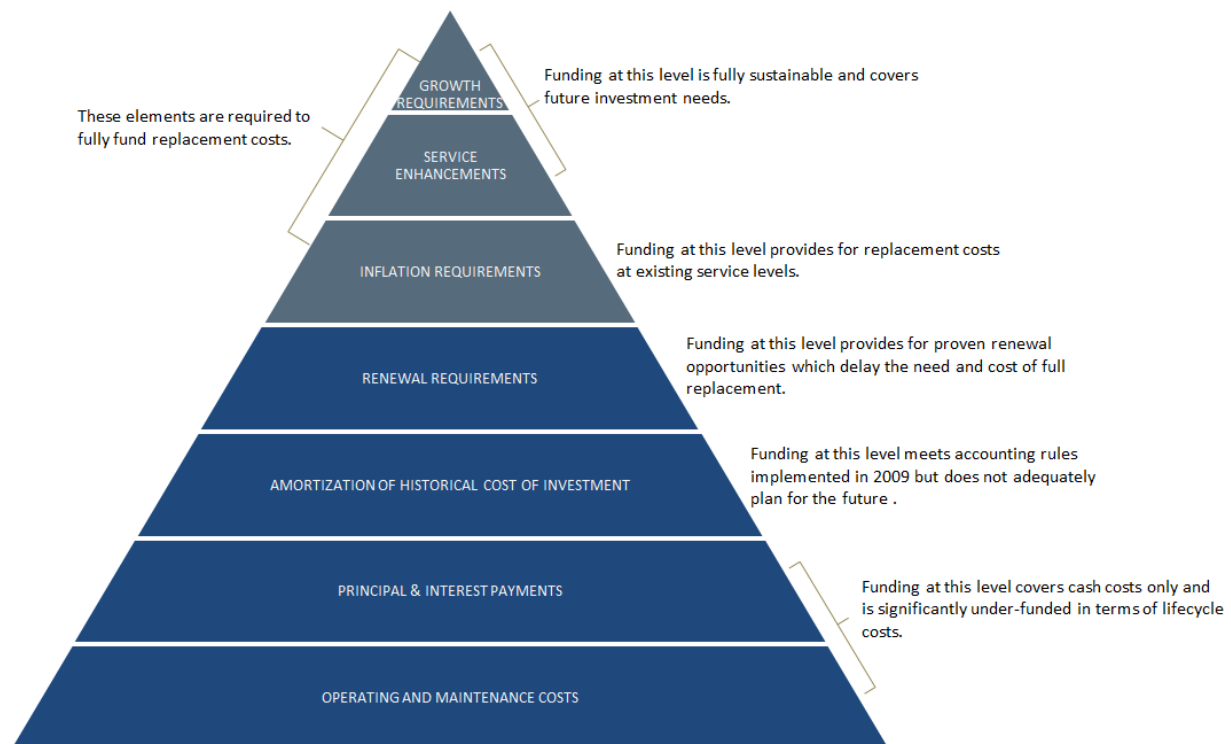 GROWTH
REQUIREMENTS
Funding at this level is fully sustainable and covers
future investment needs.
These elements are required to
fully fund replacement costs.
SERVICE
ENHANCEMENTS
INFLATION REQUIREMENTS
Funding at this level provides for replacement costs
at existing service levels.
RENEWAL REQUIREMENTS
Funding at this level provides for proven renewal
opportunities which delay the need and cost of full
replacement.
AMORTIZATION OF HISTORICAL COST OF INVESTMENT
Funding at this level meets accounting rules
implemented in 2009 but does not adequately
plan for the future .
PRINCIPAL & INTEREST PAYMENTS
Funding at this level covers cash costs only and
is significantly under-funded in terms of lifecycle
costs.
OPERATING AND MAINTENANCE COSTS